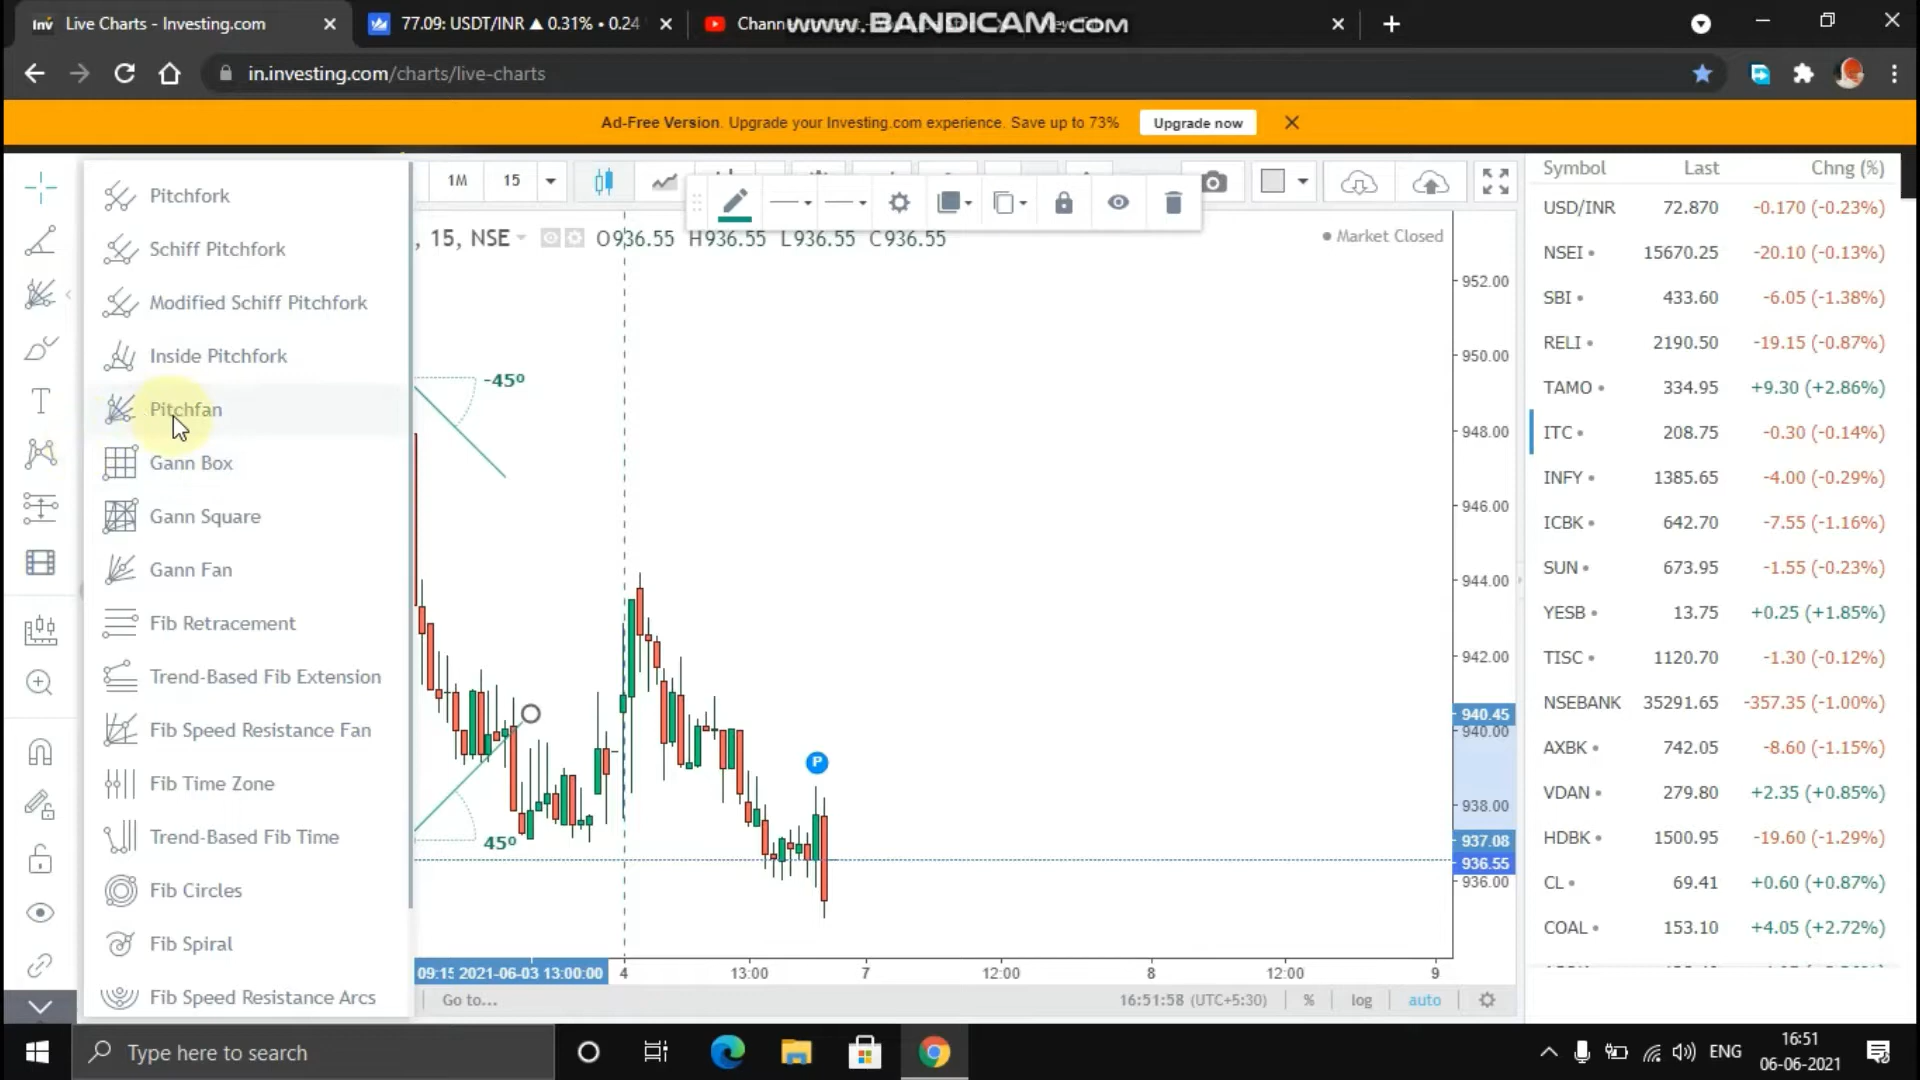 Live Charts - Investing.com
77.09: USDT/INR ▲ 0.31% • 0.24
Chann
www.BANDICAM.com
in.investing.com/charts/live-charts
Ad-Free Version. Upgrade your Investing.com experience. Save up to 73%
Upgrade now
1M
15
, 15, NSE
O936.55 H936.55 L936.55 C936.55
Market Closed
Pitchfork
Schiff Pitchfork
Modified Schiff Pitchfork
Inside Pitchfork
Pitchfan
Gann Box
Gann Square
Gann Fan
Fib Retracement
Trend-Based Fib Extension
Fib Speed Resistance Fan
Fib Time Zone
Trend-Based Fib Time
Fib Circles
Fib Spiral
Fib Speed Resistance Arcs
-45º
45º
P
952.00
950.00
948.00
946.00
944.00
942.00
940.45
940.00
938.00
937.08
936.55
936.00
09:15 2021-06-03 13:00:00 4 13:00 7 12:00 8 12:00 9
Go to... 16:51:58 (UTC+5:30) % log auto
Symbol Last Chng (%)
USD/INR 72.870 -0.170 (-0.23%)
NSEI 15670.25 -20.10 (-0.13%)
SBI 433.60 -6.05 (-1.38%)
RELI 2190.50 -19.15 (-0.87%)
TAMO 334.95 +9.30 (+2.86%)
ITC 208.75 -0.30 (-0.14%)
INFY 1385.65 -4.00 (-0.29%)
ICBK 642.70 -7.55 (-1.16%)
SUN 673.95 -1.55 (-0.23%)
YESB 13.75 +0.25 (+1.85%)
TISC 1120.70 -1.30 (-0.12%)
NSEBANK 35291.65 -357.35 (-1.00%)
AXBK 742.05 -8.60 (-1.15%)
VDAN 279.80 +2.35 (+0.85%)
HDBK 1500.95 -19.60 (-1.29%)
CL 69.41 +0.60 (+0.87%)
COAL 153.10 +4.05 (+2.72%)
Type here to search
ENG
16:51
06-06-2021